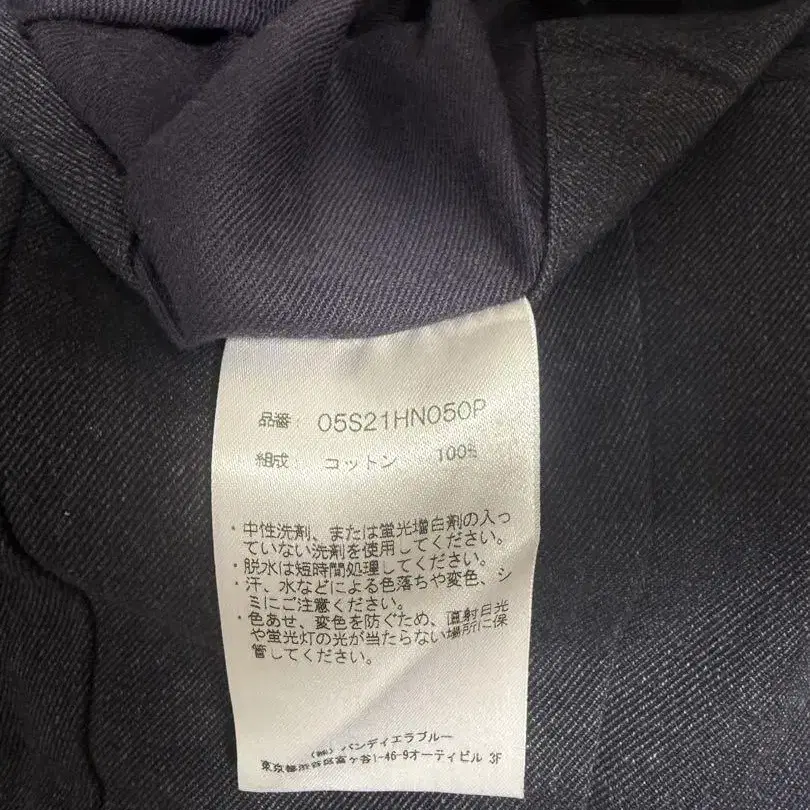 品番: 05S21HN050P
組成: コットン 100%
・中性洗剤、または蛍光増白剤の入っ
ていない洗剤を使用してください。
・脱水は短時間処理してください。
・汗、水などによる色落ちや変色、シ
ミにご注意ください。
・色あせ、変色を防ぐため、直射日光
や蛍光灯の光が当たらない場所に保
管してください。
(株) バンディエラブルー
東京都渋谷区富ヶ谷1-46-9オーティビル 3F